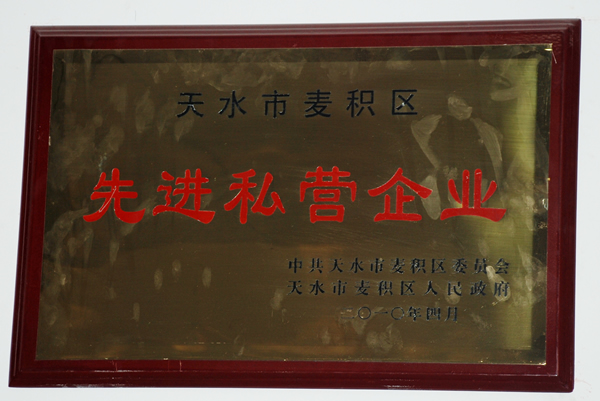 天水市麦积区
先进私营企业
中共天水市麦积区委员会
天水市麦积区人民政府
二〇一〇年四月